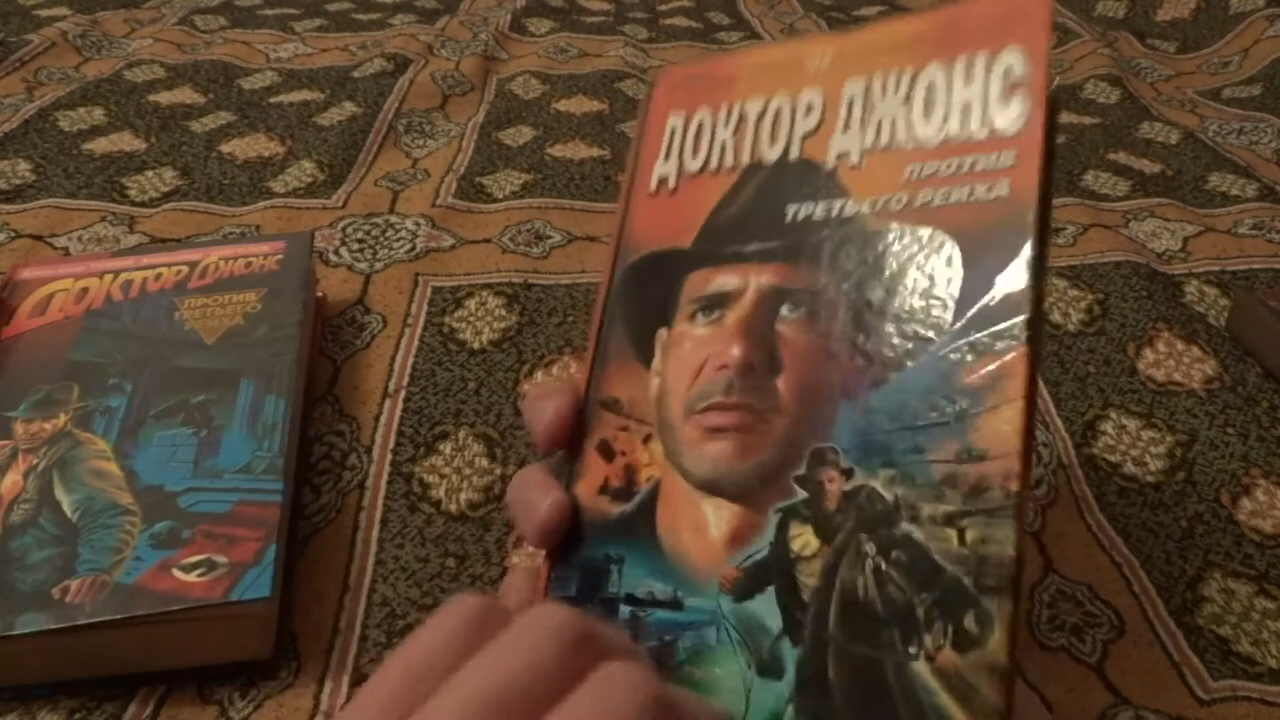 ДОКТОР ДЖОНС
ПРОТИВ
ТРЕТЬЕГО РЕЙХА
ДОКТОР ДЖОНС
ПРОТИВ
ТРЕТЬЕГО
РЕЙХА